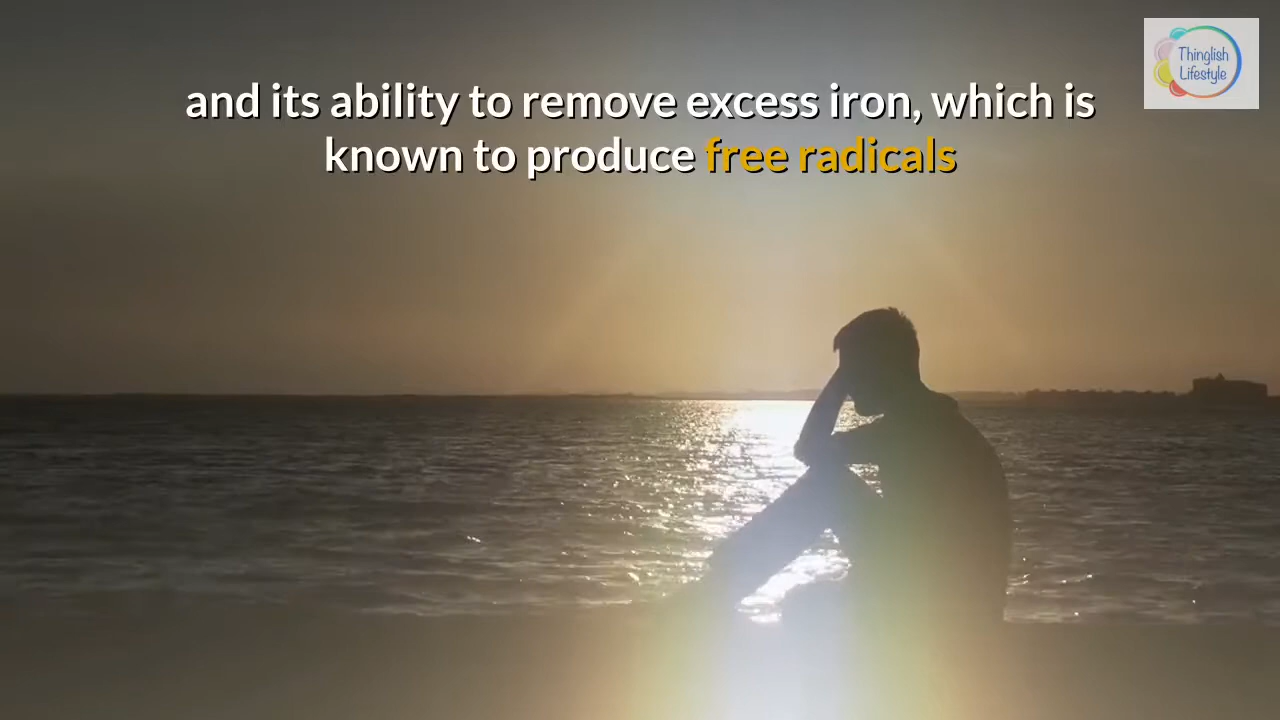 and its ability to remove excess iron, which is
known to produce free radicals
Thinglish
Lifestyle